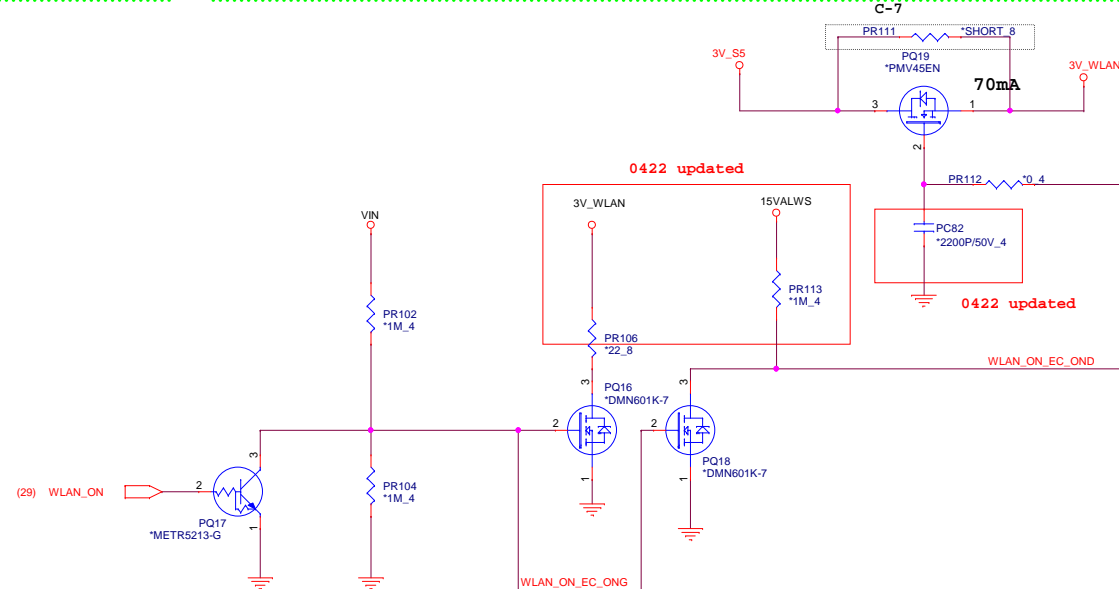 C-7
PR111 *SHORT_8
3V_S5
PQ19
*PMV45EN
3V_WLAN
70mA
3 1
2
0422 updated
PR112 *0_4
3V_WLAN
15VALWS
VIN
PC82
*2200P/50V_4
PR113
*1M_4
0422 updated
PR102
*1M_4
PR106
*22_8
WLAN_ON_EC_OND
3
PQ16
*DMN601K-7
3
2
2
3
PQ18
*DMN601K-7
1
1
(29) WLAN_ON
2
PR104
*1M_4
PQ17
*METR5213-G
1
WLAN_ON_EC_ONG